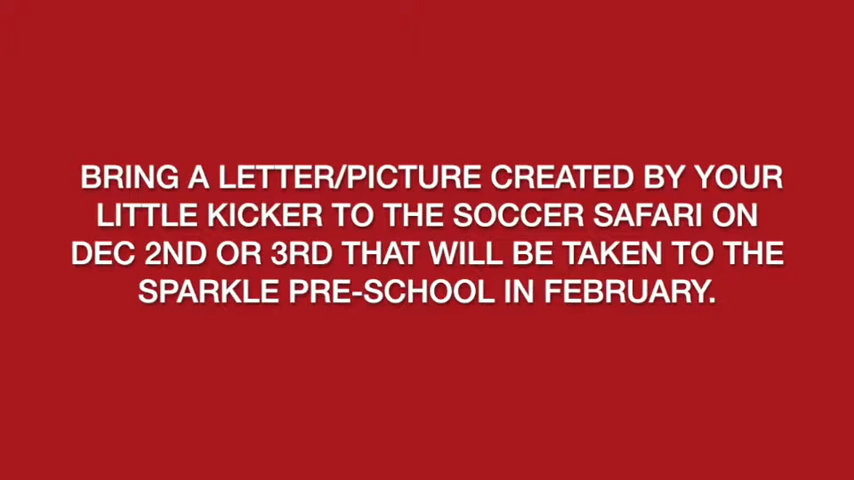 BRING A LETTER/PICTURE CREATED BY YOUR
LITTLE KICKER TO THE SOCCER SAFARI ON
DEC 2ND OR 3RD THAT WILL BE TAKEN TO THE
SPARKLE PRE-SCHOOL IN FEBRUARY.